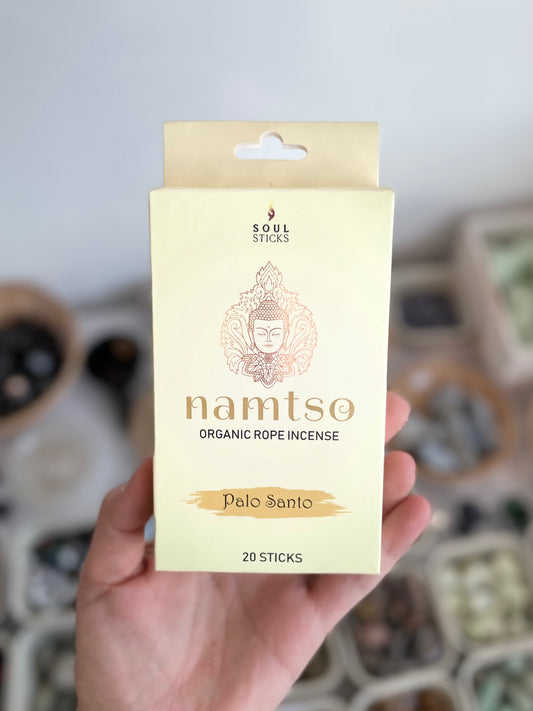 SOUL
STICKS
namtso
ORGANIC ROPE INCENSE
Palo Santo
20 STICKS